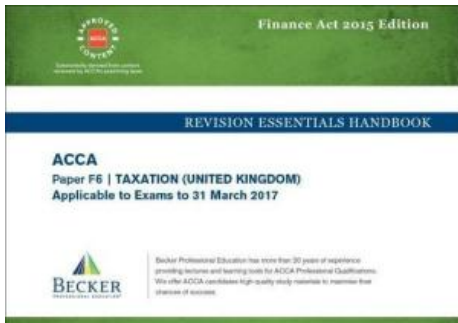 Finance Act 2015 Edition
APPROVED
ACCA
CONTENT
REVISION ESSENTIALS HANDBOOK
ACCA
Paper F6 | TAXATION (UNITED KINGDOM)
Applicable to Exams to 31 March 2017
Becker Professional Education has more than 20 years of experience
providing lectures and learning tools for ACCA Professional Qualifications.
We offer ACCA candidates high quality study materials to maximise their
chances of success.
BECKER
PROFESSIONAL EDUCATION